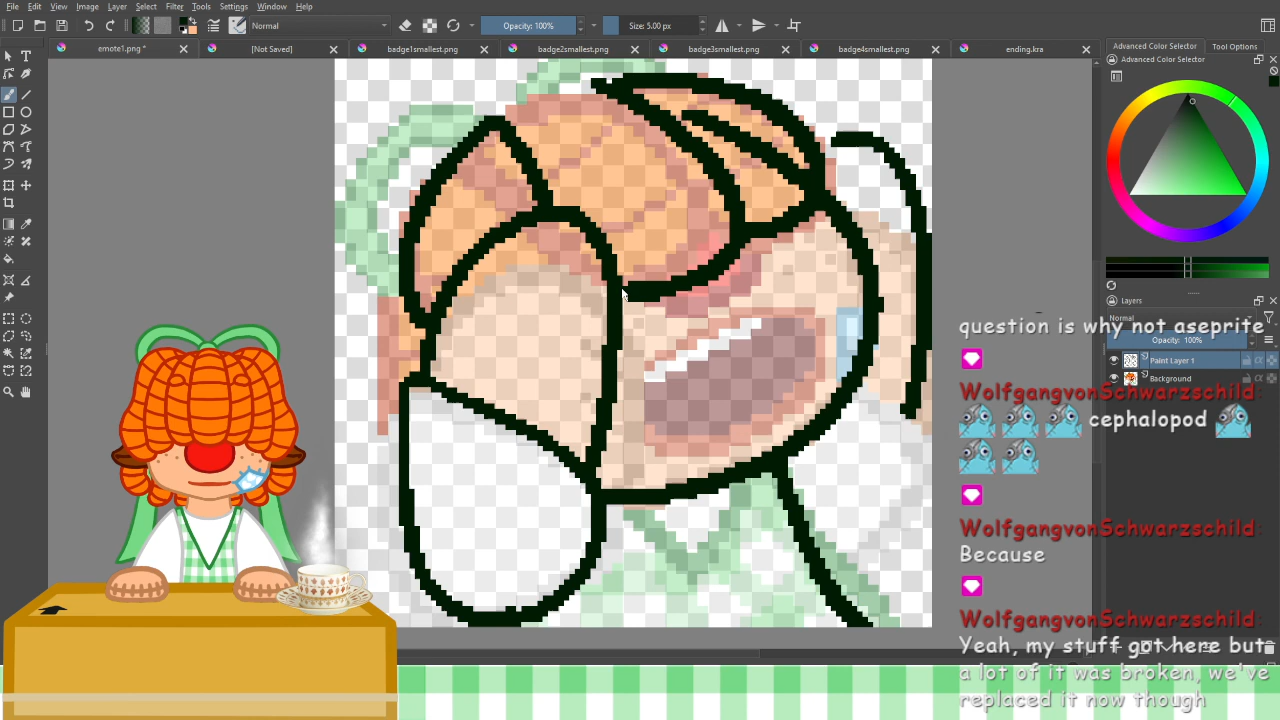 File Edit View Image Layer Select Filter Tools Settings Window Help
Normal Opacity: 100% Size: 5.00 px
emote1.png * [Not Saved] badge1smallest.png badge2smallest.png badge3smallest.png badge4smallest.png ending.kra
Advanced Color Selector Tool Options
Advanced Color Selector
Layers
Normal
Opacity: 100%
Paint Layer 1
Background
question is why not aseprite
WolfgangvonSchwarzschild:
cephalopod
WolfgangvonSchwarzschild:
Because
WolfgangvonSchwarzschild:
Yeah, my stuff got here but
a lot of it was broken, we've
replaced it now though